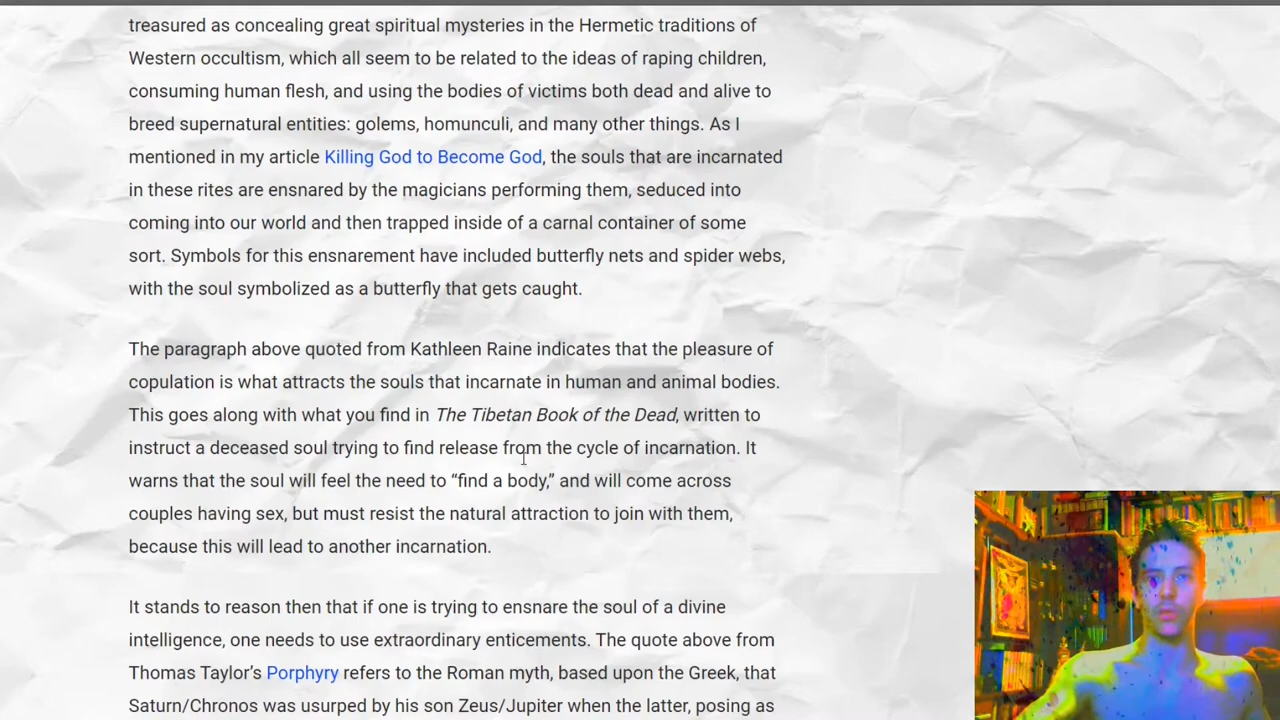 treasured as concealing great spiritual mysteries in the Hermetic traditions of
Western occultism, which all seem to be related to the ideas of raping children,
consuming human flesh, and using the bodies of victims both dead and alive to
breed supernatural entities: golems, homunculi, and many other things. As I
mentioned in my article Killing God to Become God, the souls that are incarnated
in these rites are ensnared by the magicians performing them, seduced into
coming into our world and then trapped inside of a carnal container of some
sort. Symbols for this ensnarement have included butterfly nets and spider webs,
with the soul symbolized as a butterfly that gets caught.
The paragraph above quoted from Kathleen Raine indicates that the pleasure of
copulation is what attracts the souls that incarnate in human and animal bodies.
This goes along with what you find in The Tibetan Book of the Dead, written to
instruct a deceased soul trying to find release from the cycle of incarnation. It
warns that the soul will feel the need to “find a body,” and will come across
couples having sex, but must resist the natural attraction to join with them,
because this will lead to another incarnation.
It stands to reason then that if one is trying to ensnare the soul of a divine
intelligence, one needs to use extraordinary enticements. The quote above from
Thomas Taylor’s Porphyry refers to the Roman myth, based upon the Greek, that
Saturn/Chronos was usurped by his son Zeus/Jupiter when the latter, posing as